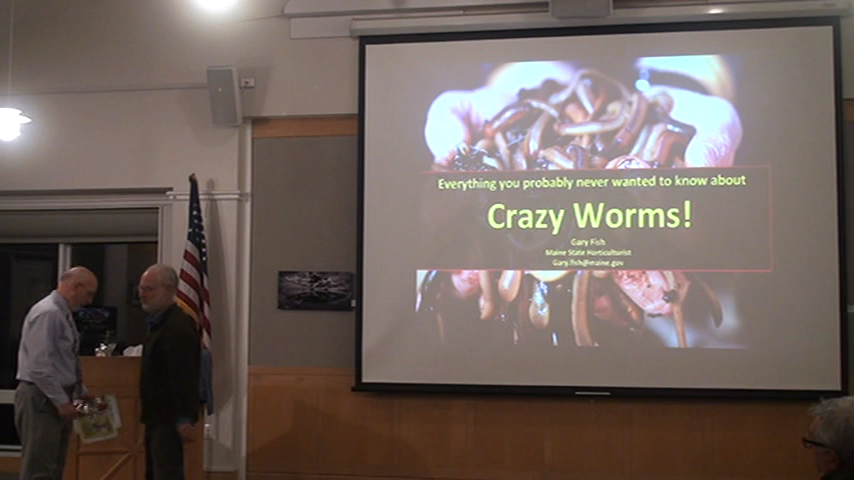 Everything you probably never wanted to know about
Crazy Worms!
Gary Fish
Maine State Horticulturist
Gary.fish@maine.gov